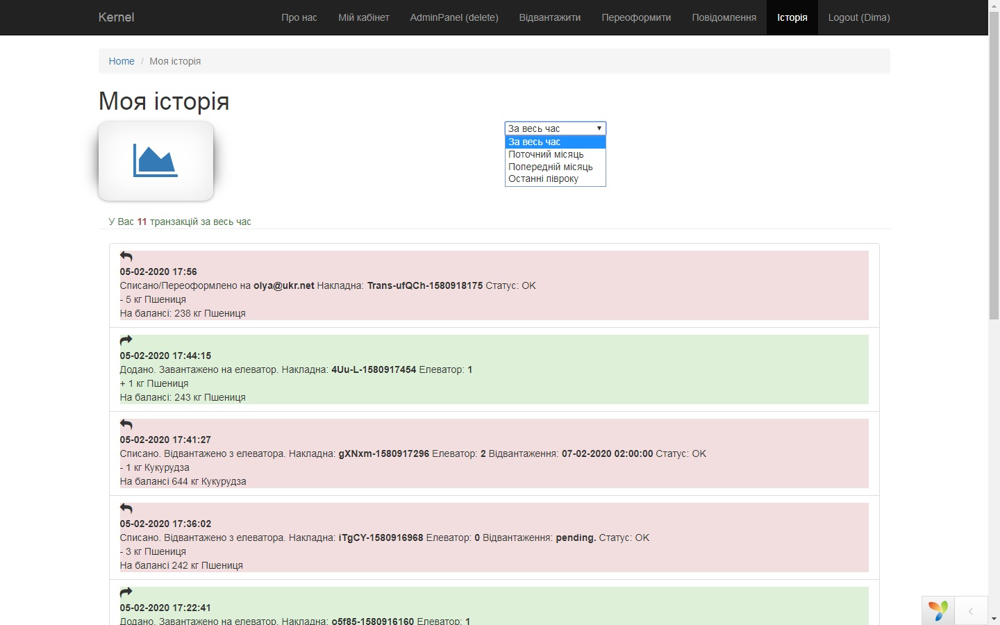 Kernel Про нас Мій кабінет AdminPanel (delete) Відвантажити Переоформити Повідомлення Історія Logout (Dima)
Home / Моя історія
Моя історія
За весь час
За весь час
Поточний місяць
Попередній місяць
Останні півроку
У Вас 11 транзакцій за весь час
05-02-2020 17:56
Списано/Переоформлено на olya@ukr.net Накладна: Trans-ufQCh-1580918175 Статус: OK
- 5 кг Пшениця
На балансі: 238 кг Пшениця
05-02-2020 17:44:15
Додано. Завантажено на елеватор. Накладна: 4Uu-L-1580917454 Елеватор: 1
+ 1 кг Пшениця
На балансі: 243 кг Пшениця
05-02-2020 17:41:27
Списано. Відвантажено з елеватора. Накладна: gXNxm-1580917296 Елеватор: 2 Відвантаження: 07-02-2020 02:00:00 Статус: OK
- 1 кг Кукурудза
На балансі 644 кг Кукурудза
05-02-2020 17:36:02
Списано. Відвантажено з елеватора. Накладна: iTgCY-1580916968 Елеватор: 0 Відвантаження: pending. Статус: OK
- 3 кг Пшениця
На балансі 242 кг Пшениця
05-02-2020 17:22:41
Додано. Завантажено на елеватор. Накладна: o5f85-1580916160 Елеватор: 1